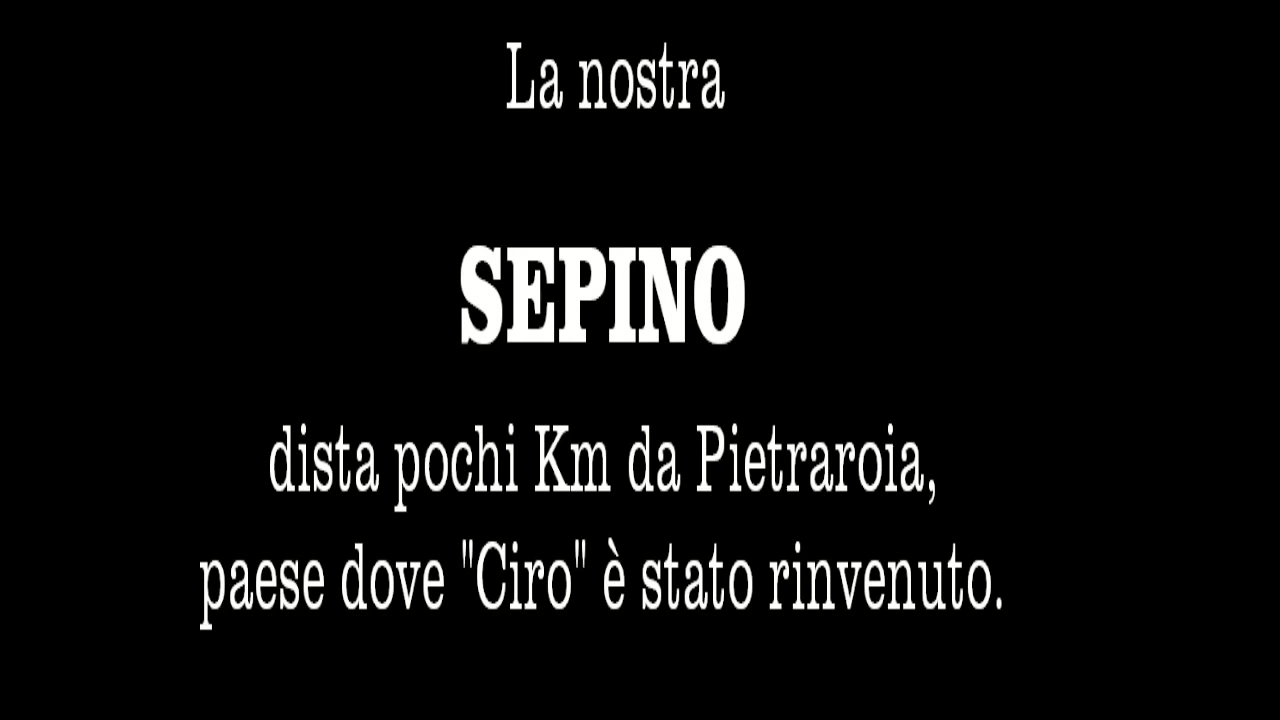 La nostra
SEPINO
dista pochi Km da Pietraroia,
paese dove "Ciro" è stato rinvenuto.